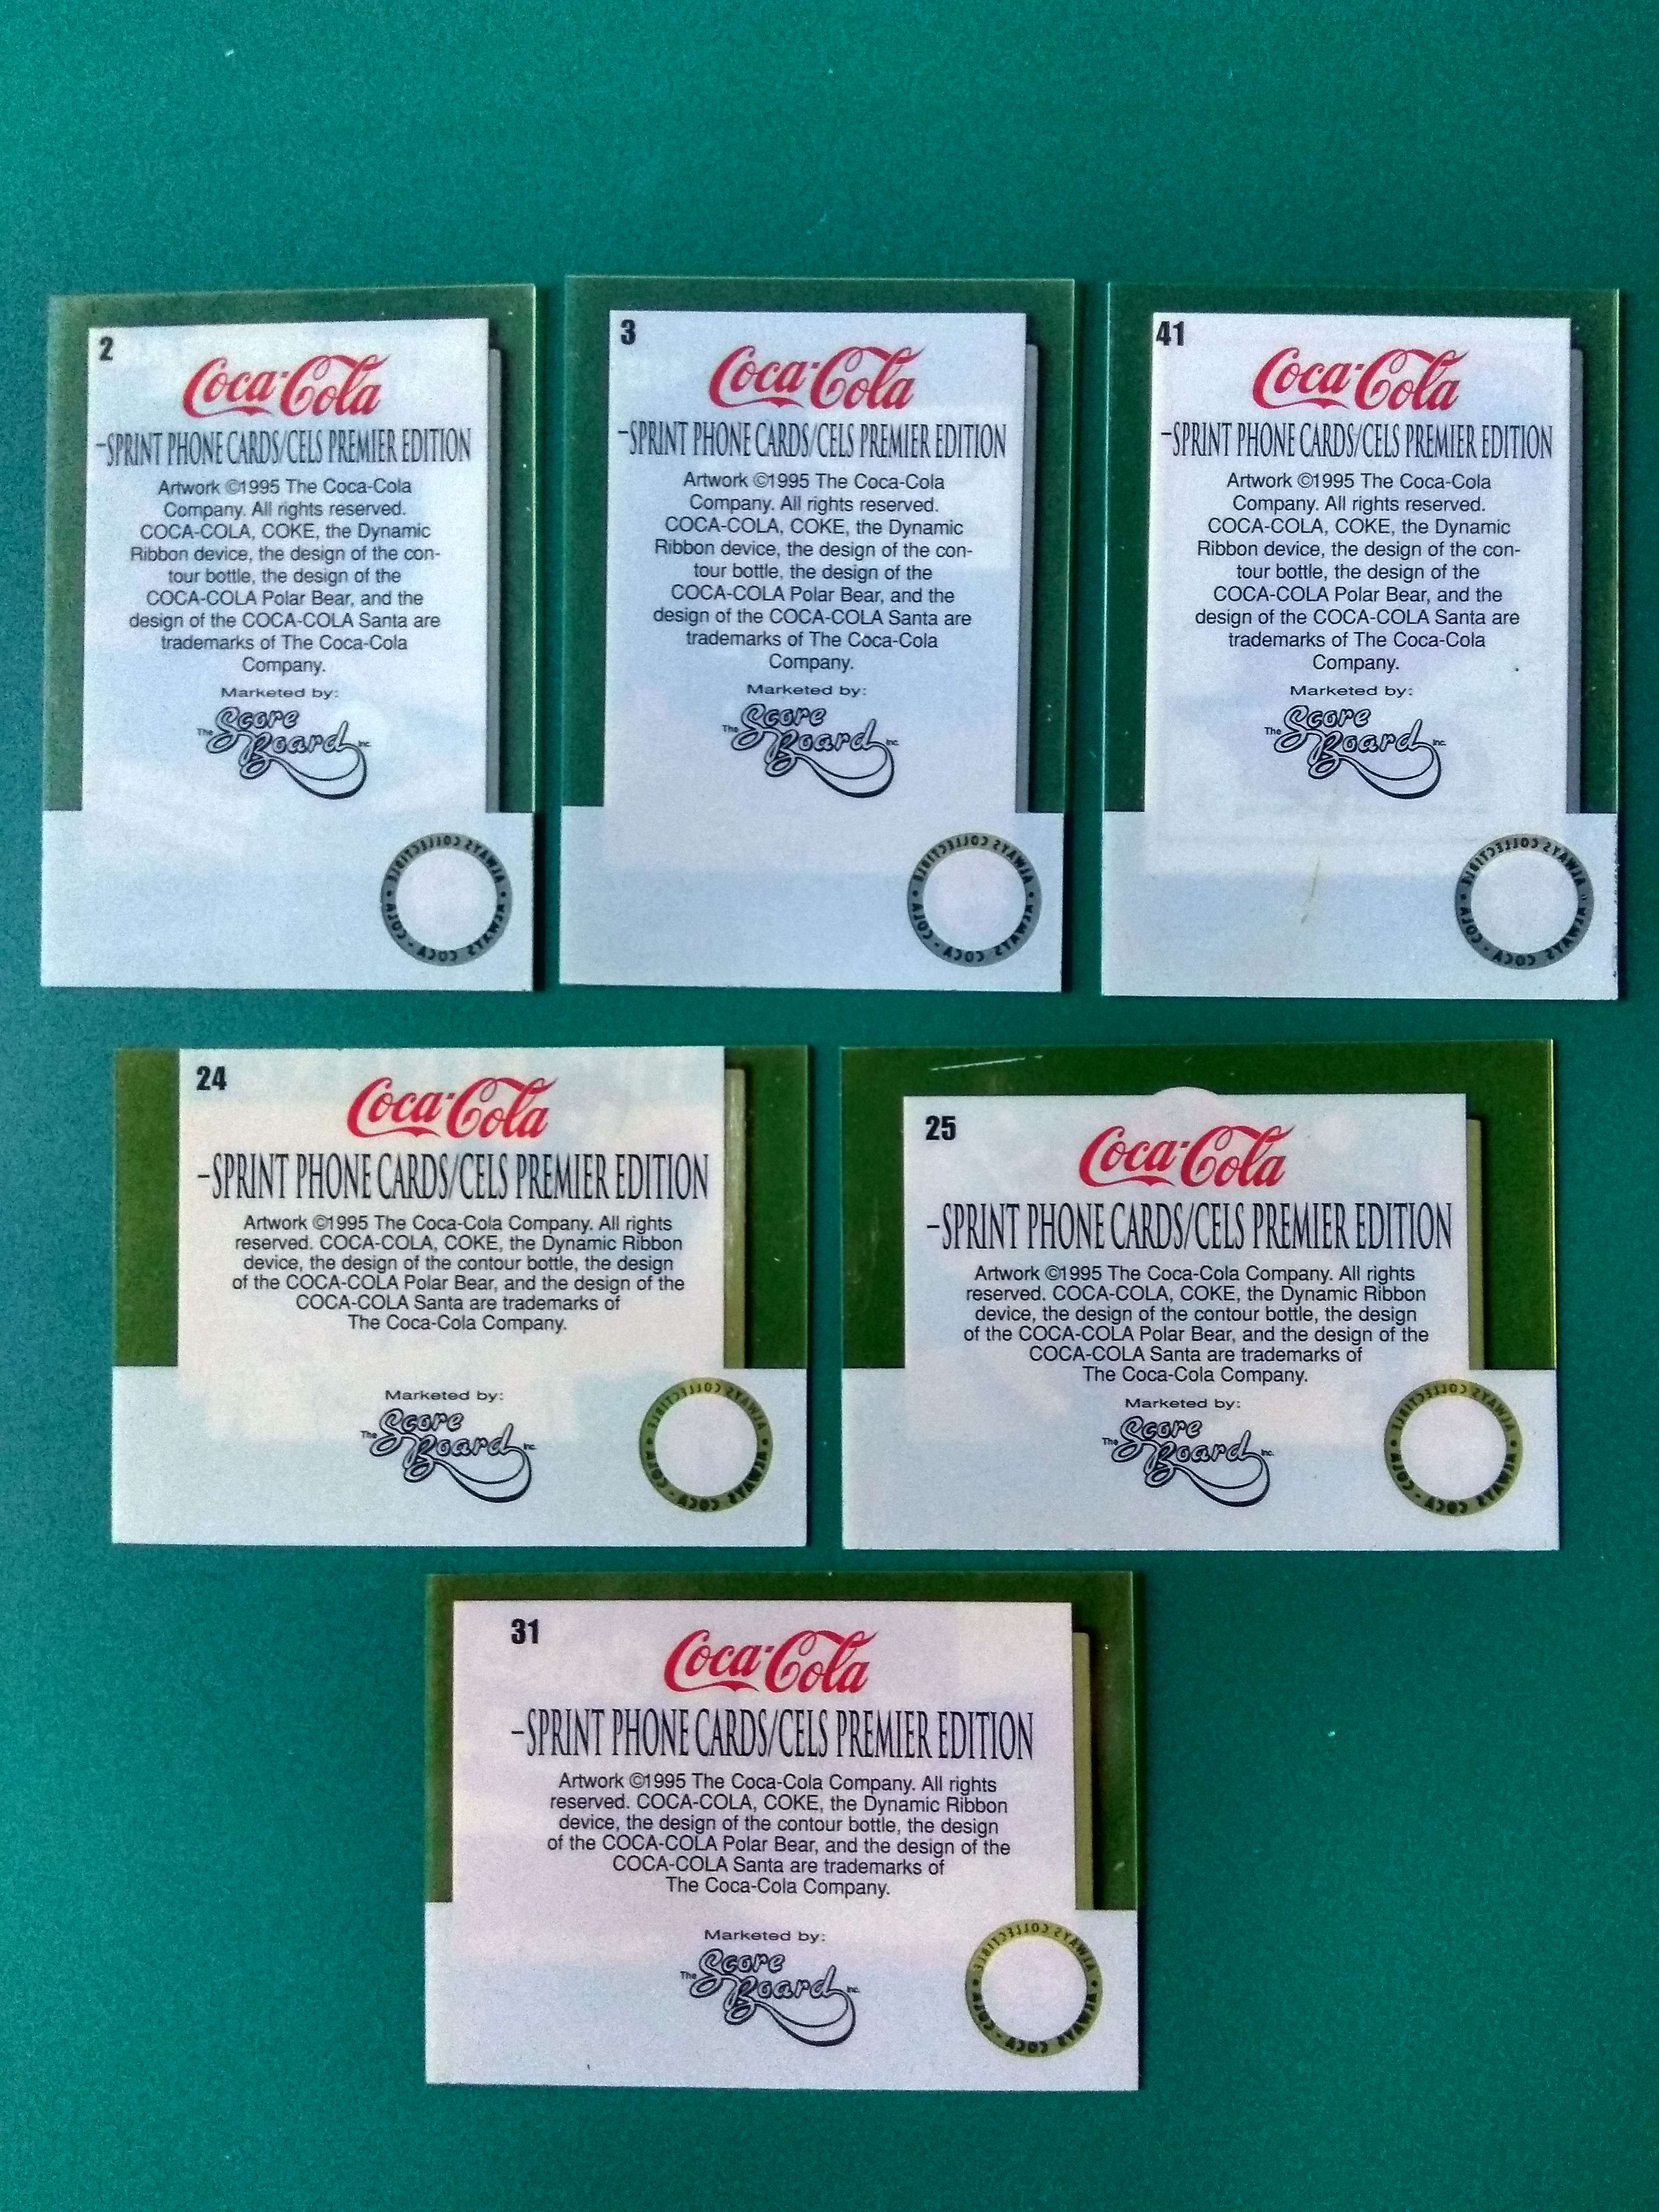 2
Coca-Cola
-SPRINT PHONE CARDS/CELS PREMIER EDITION
Artwork ©1995 The Coca-Cola
Company. All rights reserved.
COCA-COLA, COKE, the Dynamic
Ribbon device, the design of the con-
tour bottle, the design of the
COCA-COLA Polar Bear, and the
design of the COCA-COLA Santa are
trademarks of The Coca-Cola
Company.
Marketed by:
The Score
Board Inc.
ALWAYS COLLECTIBLE • ALWAYS COCA-COLA •
3
Coca-Cola
-SPRINT PHONE CARDS/CELS PREMIER EDITION
Artwork ©1995 The Coca-Cola
Company. All rights reserved.
COCA-COLA, COKE, the Dynamic
Ribbon device, the design of the con-
tour bottle, the design of the
COCA-COLA Polar Bear, and the
design of the COCA-COLA Santa are
trademarks of The Coca-Cola
Company.
Marketed by:
The Score
Board Inc.
ALWAYS COLLECTIBLE • ALWAYS COCA-COLA •
41
Coca-Cola
-SPRINT PHONE CARDS/CELS PREMIER EDITION
Artwork ©1995 The Coca-Cola
Company. All rights reserved.
COCA-COLA, COKE, the Dynamic
Ribbon device, the design of the con-
tour bottle, the design of the
COCA-COLA Polar Bear, and the
design of the COCA-COLA Santa are
trademarks of The Coca-Cola
Company.
Marketed by:
The Score
Board Inc.
ALWAYS COLLECTIBLE • ALWAYS COCA-COLA •
24
Coca-Cola
-SPRINT PHONE CARDS/CELS PREMIER EDITION
Artwork ©1995 The Coca-Cola Company. All rights
reserved. COCA-COLA, COKE, the Dynamic Ribbon
device, the design of the contour bottle, the design
of the COCA-COLA Polar Bear, and the design of the
COCA-COLA Santa are trademarks of
The Coca-Cola Company.
Marketed by:
The Score
Board Inc.
ALWAYS COLLECTIBLE • ALWAYS COCA-COLA •
25
Coca-Cola
-SPRINT PHONE CARDS/CELS PREMIER EDITION
Artwork ©1995 The Coca-Cola Company. All rights
reserved. COCA-COLA, COKE, the Dynamic Ribbon
device, the design of the contour bottle, the design
of the COCA-COLA Polar Bear, and the design of the
COCA-COLA Santa are trademarks of
The Coca-Cola Company.
Marketed by:
The Score
Board Inc.
ALWAYS COLLECTIBLE • ALWAYS COCA-COLA •
31
Coca-Cola
-SPRINT PHONE CARDS/CELS PREMIER EDITION
Artwork ©1995 The Coca-Cola Company. All rights
reserved. COCA-COLA, COKE, the Dynamic Ribbon
device, the design of the contour bottle, the design
of the COCA-COLA Polar Bear, and the design of the
COCA-COLA Santa are trademarks of
The Coca-Cola Company.
Marketed by:
The Score
Board Inc.
ALWAYS COLLECTIBLE • ALWAYS COCA-COLA •